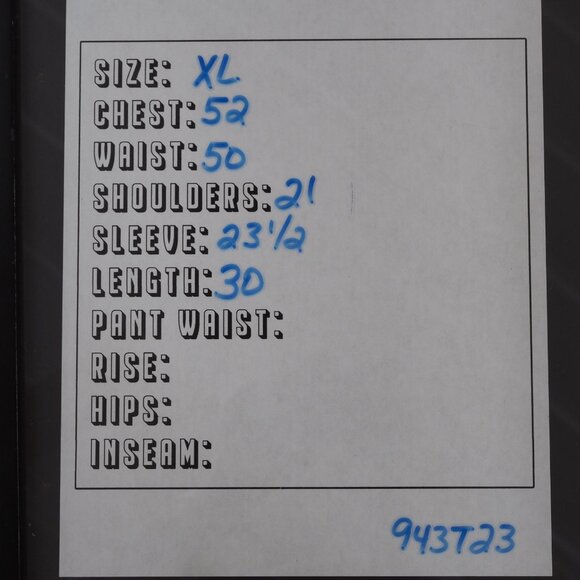 SIZE: XL
CHEST: 52
WAIST: 50
SHOULDERS: 21
SLEEVE: 23 1/2
LENGTH: 30
PANT WAIST:
RISE:
HIPS:
INSEAM:
943T23